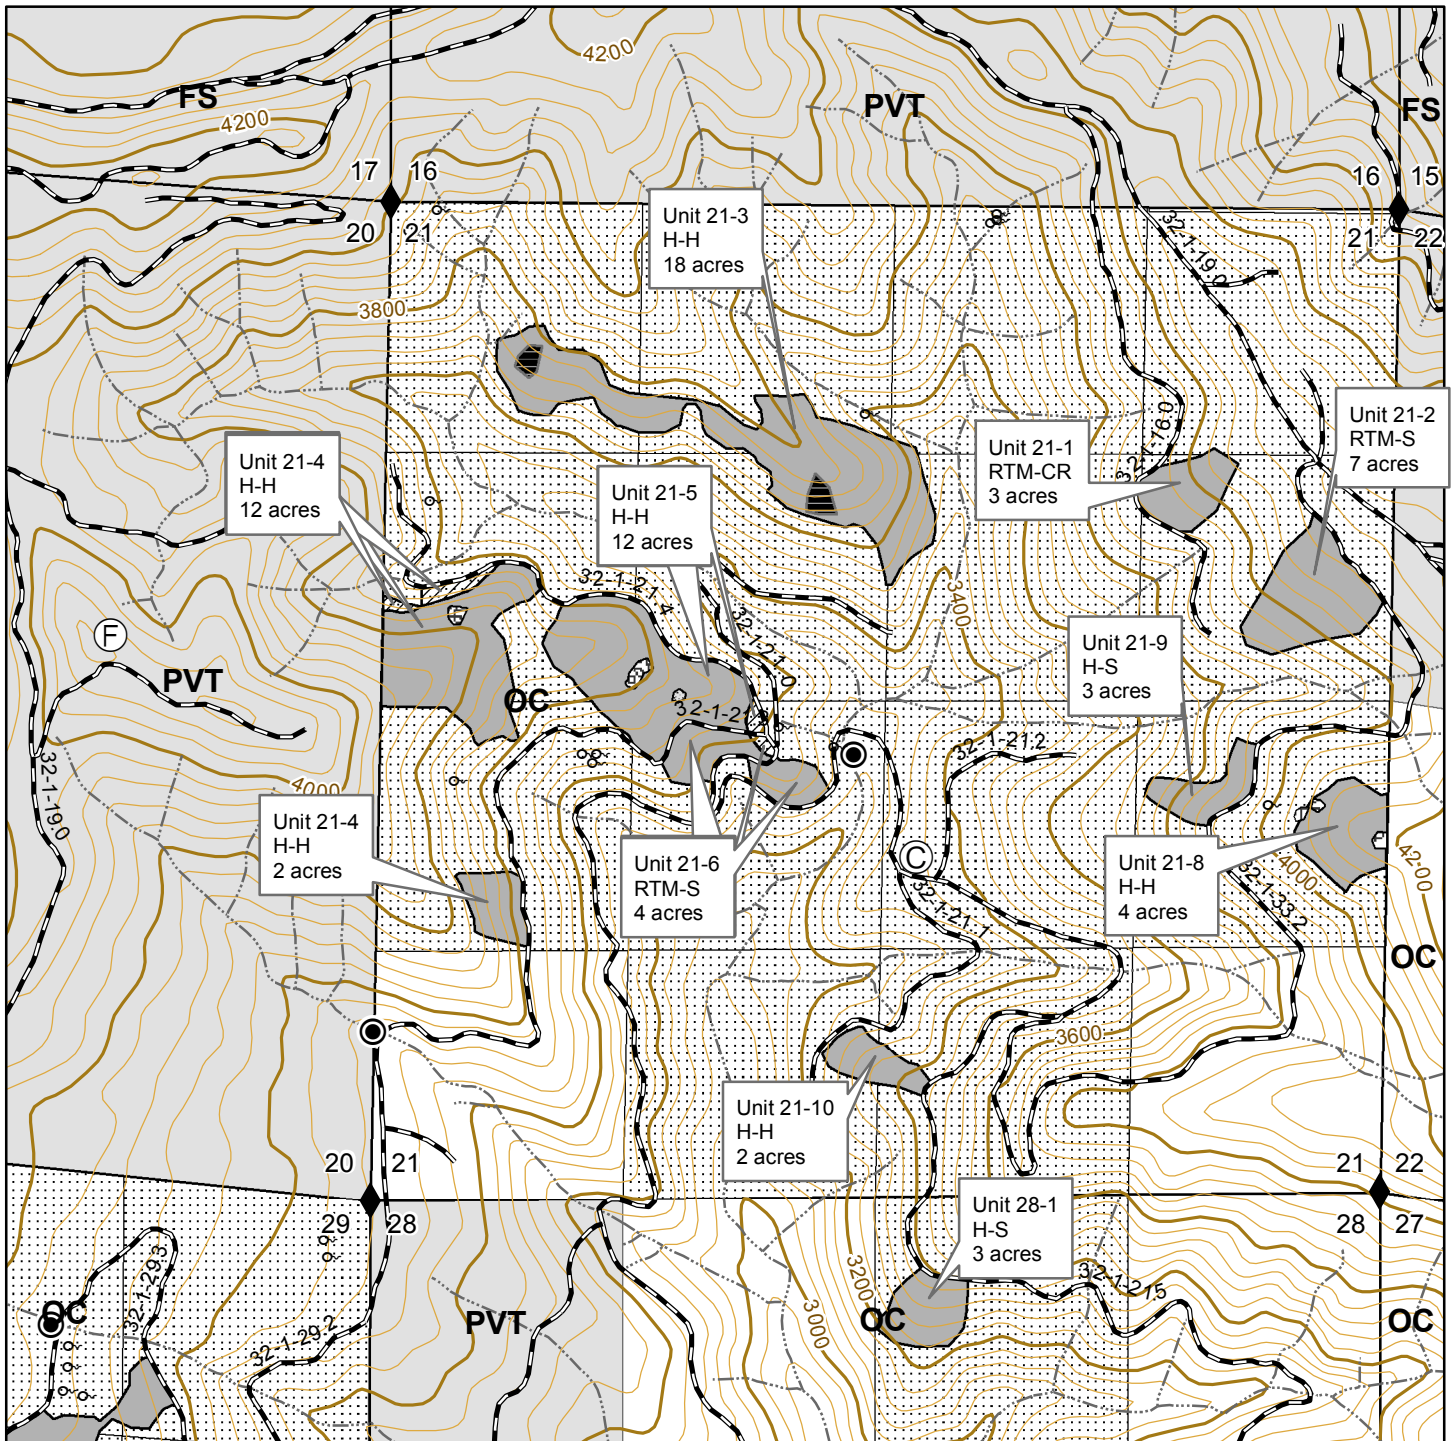 4200
FS
PVT
FS
4200
17 16
16 15
20 21
21 22
Unit 21-3
H-H
18 acres
32-1-19.0
3800
Unit 21-2
RTM-S
7 acres
32-1-16.0
Unit 21-1
RTM-CR
3 acres
Unit 21-4
H-H
12 acres
Unit 21-5
H-H
12 acres
32-1-21.4
3400
32-1-21.0
F
PVT
Unit 21-9
H-S
3 acres
OC
32-1-21.3
32-1-21.2
32-1-19.0
4000
Unit 21-4
H-H
2 acres
Unit 21-6
RTM-S
4 acres
C
Unit 21-8
H-H
4 acres
4000
4200
32-1-21.1
32-1-33.2
OC
3600
Unit 21-10
H-H
2 acres
20 21
21 22
29 28
28 27
Unit 28-1
H-S
3 acres
32-1-29.3
3200
32-1-21.5
OC
PVT
3000
OC
OC
32-1-29.2